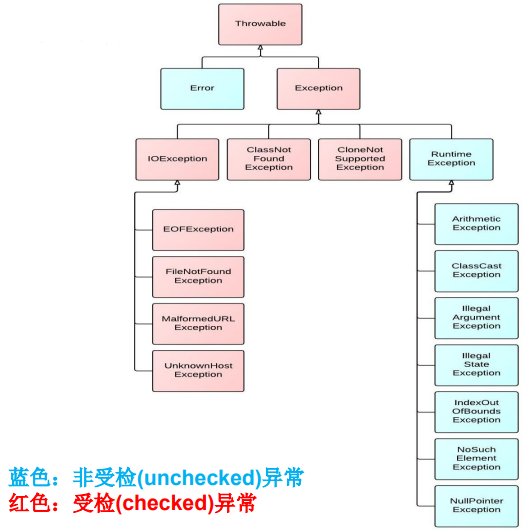 Throwable
Error
Exception
IOException
ClassNot
Found
Exception
CloneNot
Supported
Exception
Runtime
Exception
EOFException
FileNotFound
Exception
MalformedURL
Exception
UnknownHost
Exception
Arithmetic
Exception
ClassCast
Exception
Illegal
Argument
Exception
Illegal
State
Exception
IndexOut
OfBounds
Exception
NoSuch
Element
Exception
NullPointer
Exception
蓝色：非受检(unchecked)异常
红色：受检(checked)异常